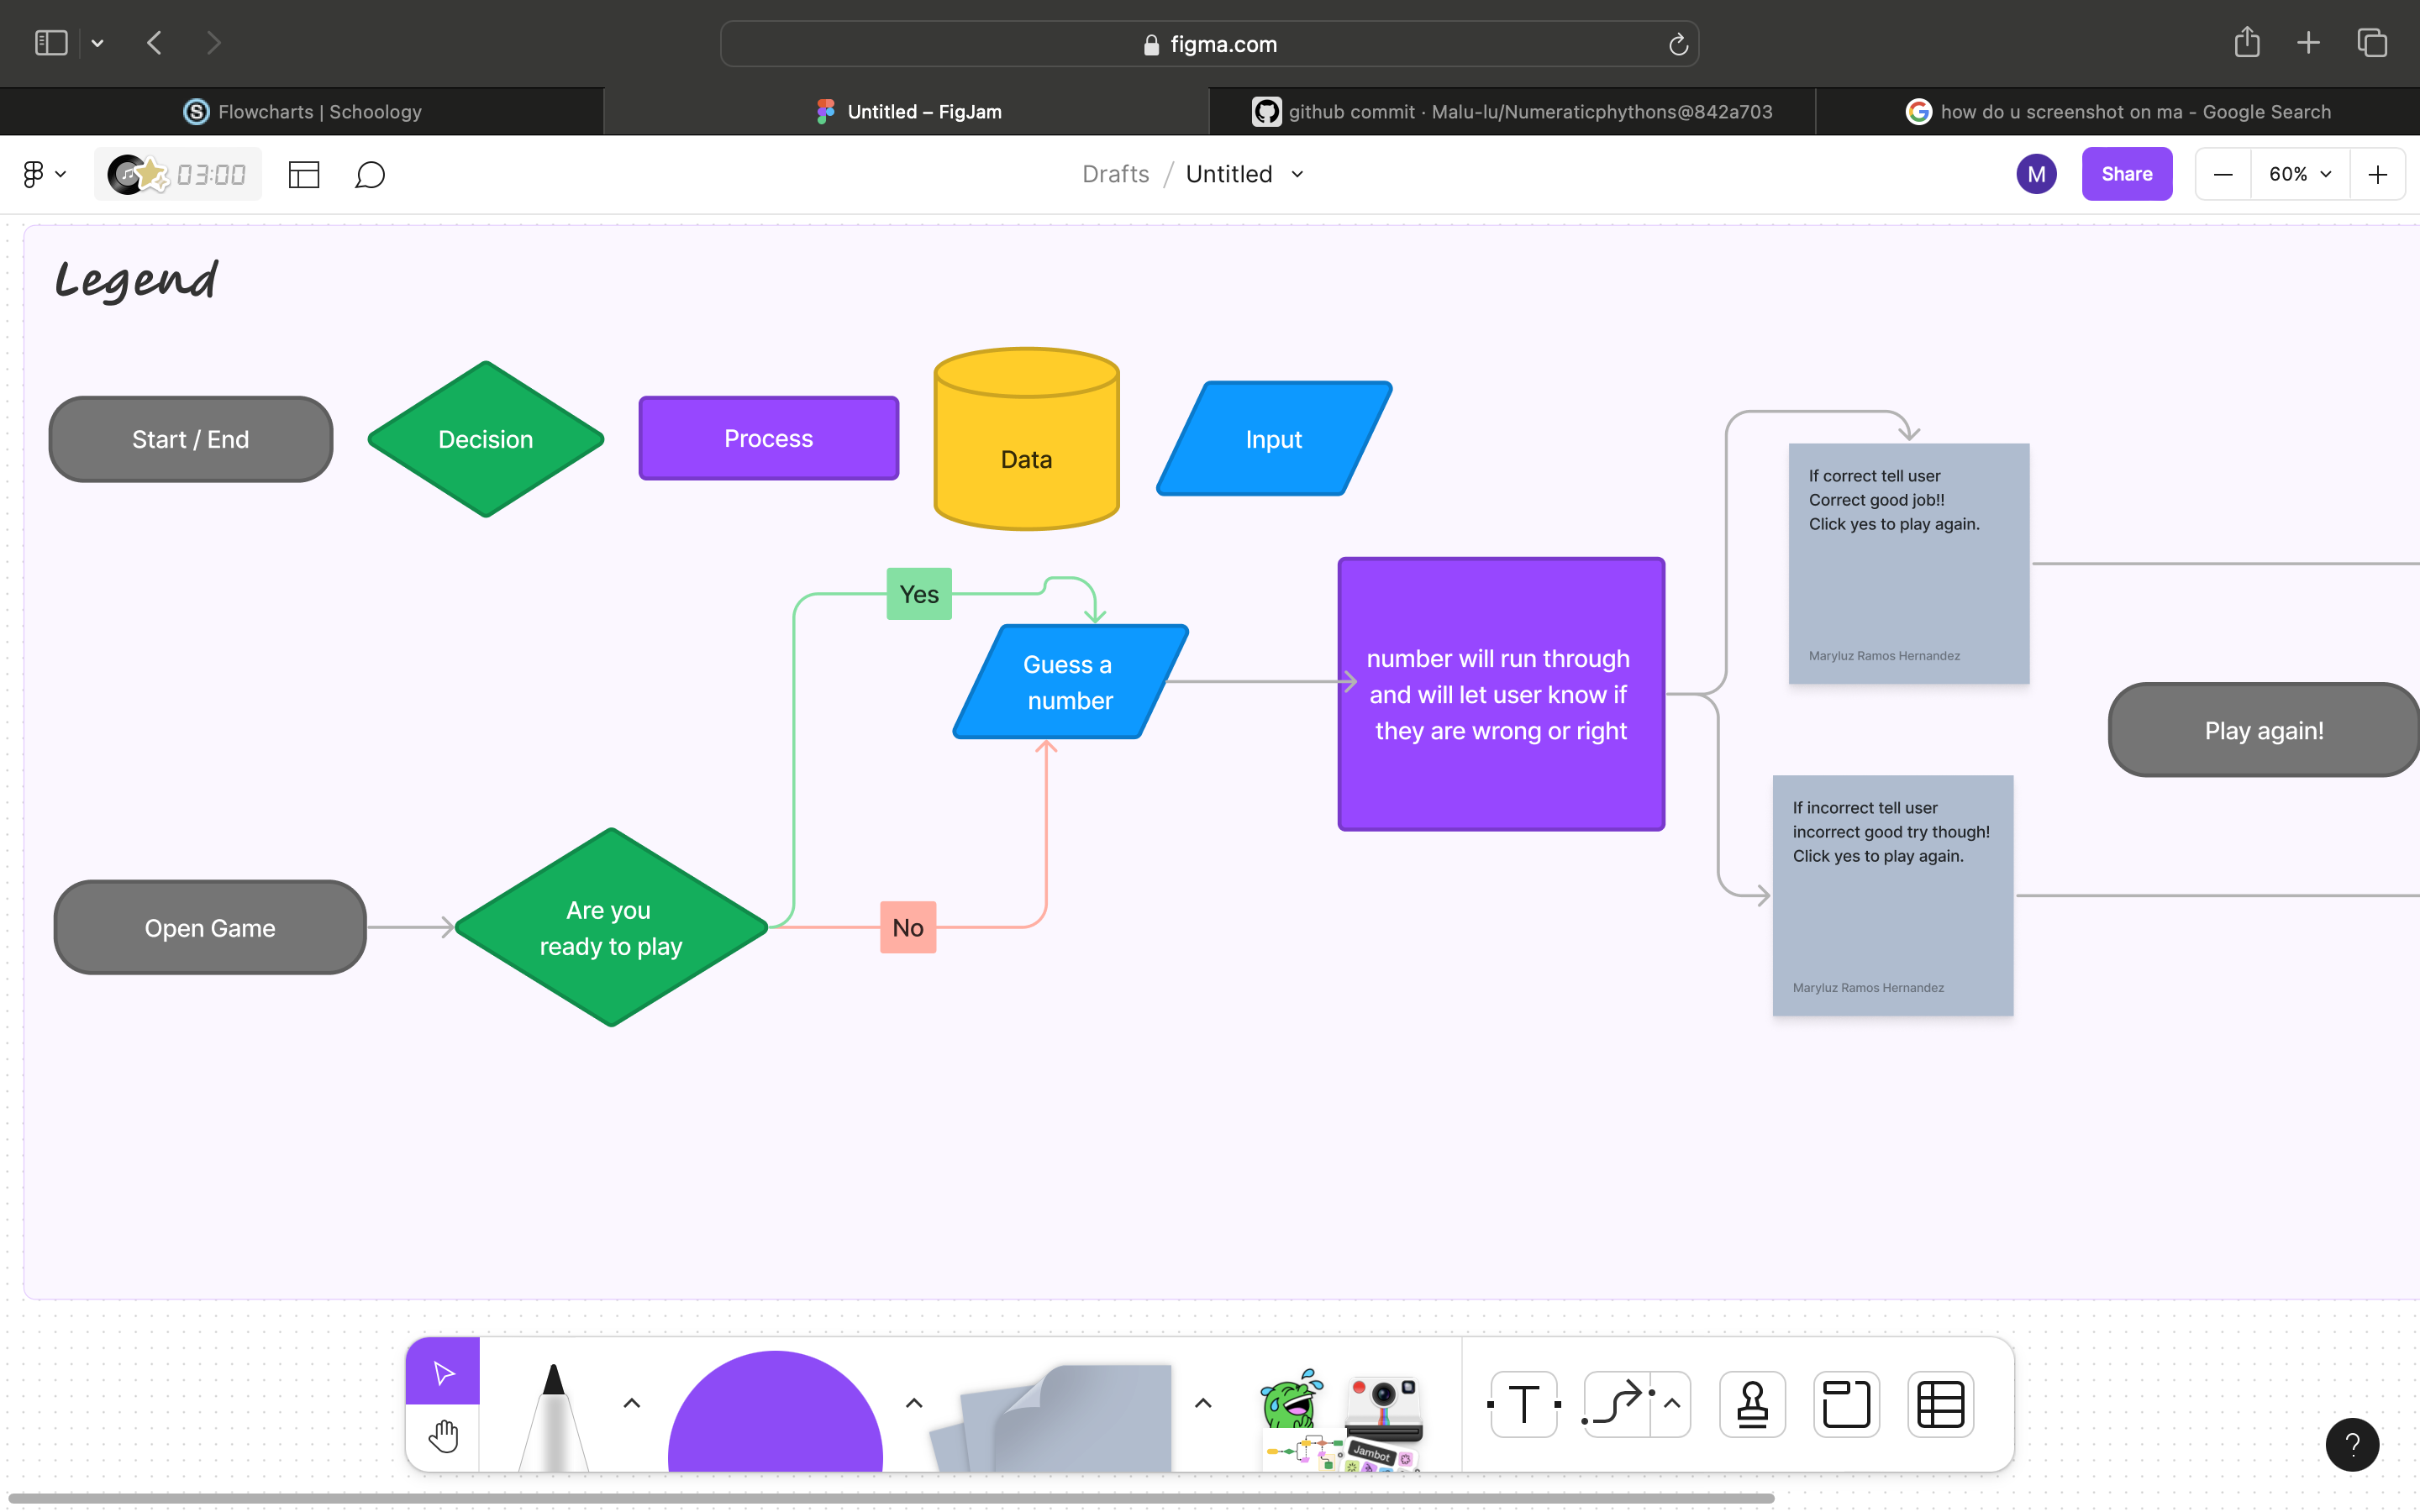 figma.com
Flowcharts | Schoology
Untitled – FigJam
github commit · Malu-lu/Numeraticphythons@842a703
how do u screenshot on ma - Google Search
03:00
Drafts / Untitled
M
Share
60%
Legend
Start / End
Decision
Process
Data
Input
If correct tell user
Correct good job!!
Click yes to play again.
Maryluz Ramos Hernandez
Yes
Guess a
number
number will run through
and will let user know if
they are wrong or right
Play again!
If incorrect tell user
incorrect good try though!
Click yes to play again.
Maryluz Ramos Hernandez
Open Game
Are you
ready to play
No
T
Jambot
?